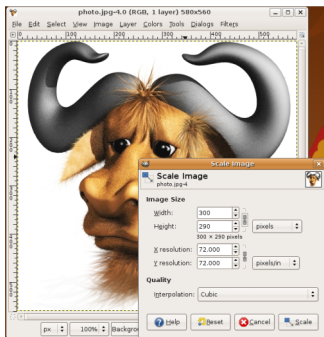 photo.jpg-4.0 (RGB, 1 layer) 580x560
File Edit Select View Image Layer Colors Tools Dialogs Filters
0 100 200 300 400 500
Scale Image
Scale Image
photo.jpg-4
Image Size
Width: 300
Height: 290 pixels
300 × 290 pixels
X resolution: 72.000
Y resolution: 72.000 pixels/in
Quality
Interpolation: Cubic
Help Reset Cancel Scale
px 100% Backgrou